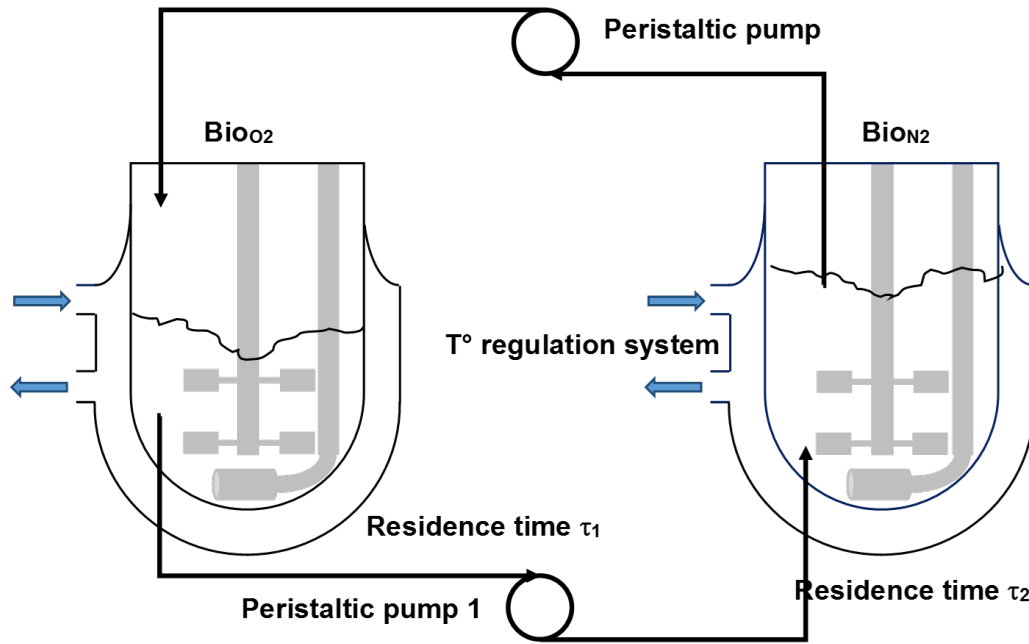 Peristaltic pump
BioO2
BioN2
T° regulation system
Residence time τ1
Residence time τ2
Peristaltic pump 1